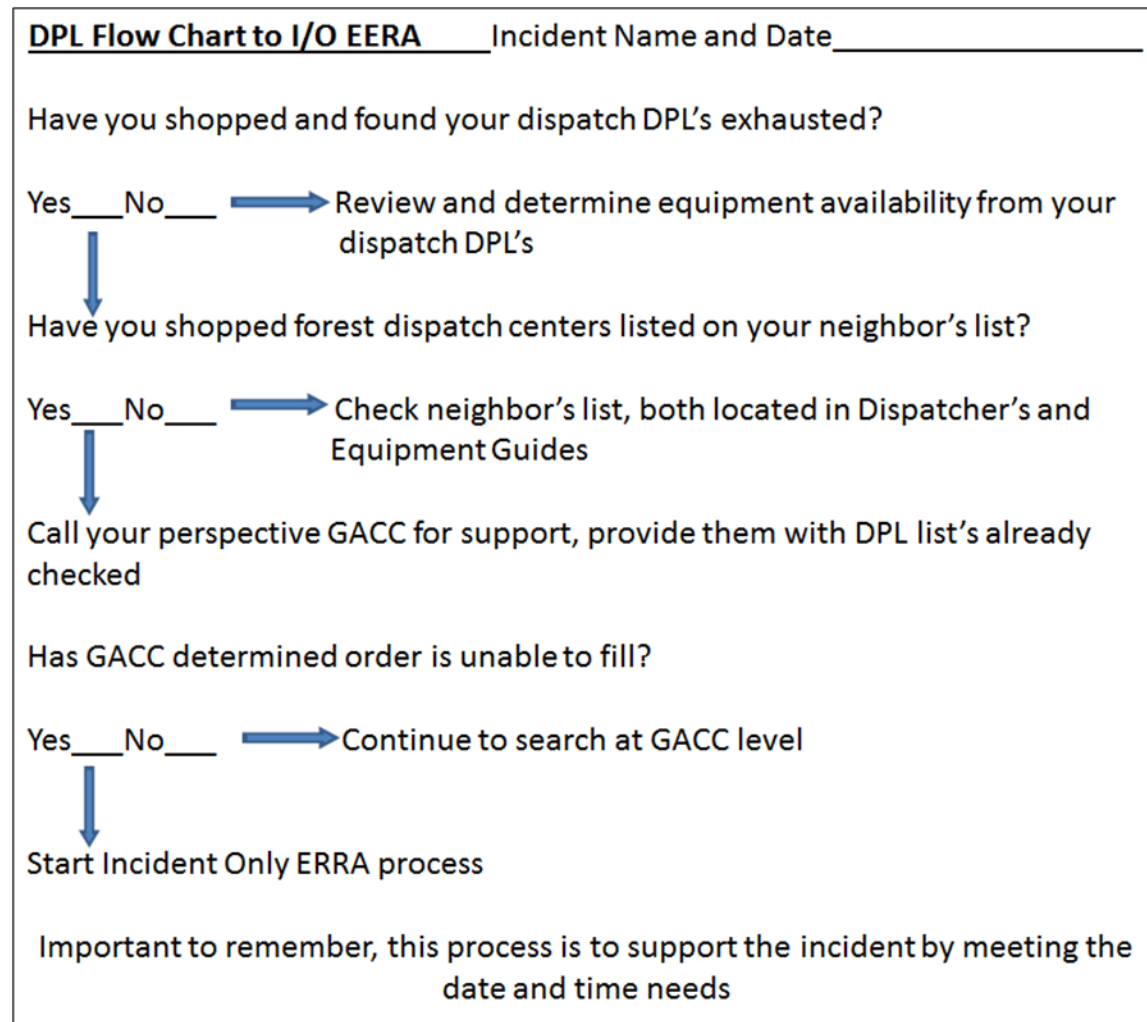 DPL Flow Chart to I/O EERA____Incident Name and Date___________________
Have you shopped and found your dispatch DPL's exhausted?
Yes___No___ Review and determine equipment availability from your
dispatch DPL's
Have you shopped forest dispatch centers listed on your neighbor's list?
Yes___No___ Check neighbor's list, both located in Dispatcher's and
Equipment Guides
Call your perspective GACC for support, provide them with DPL list's already
checked
Has GACC determined order is unable to fill?
Yes___No___ Continue to search at GACC level
Start Incident Only ERRA process
Important to remember, this process is to support the incident by meeting the
date and time needs